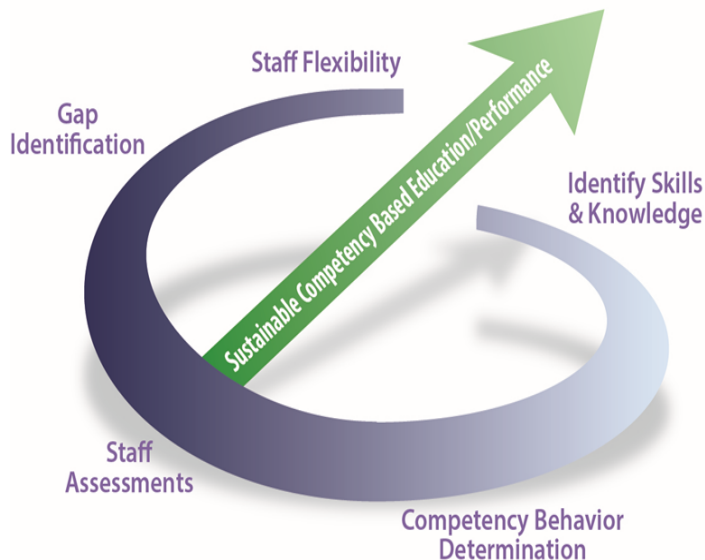 Staff Flexibility
Gap
Identification
Sustainable Competency Based Education/Performance
Identify Skills
& Knowledge
Staff
Assessments
Competency Behavior
Determination